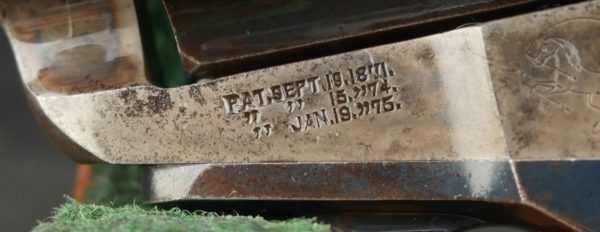 PAT. SEPT. 19. 1871.
" " 15. "74.
" JAN. 19. "75.